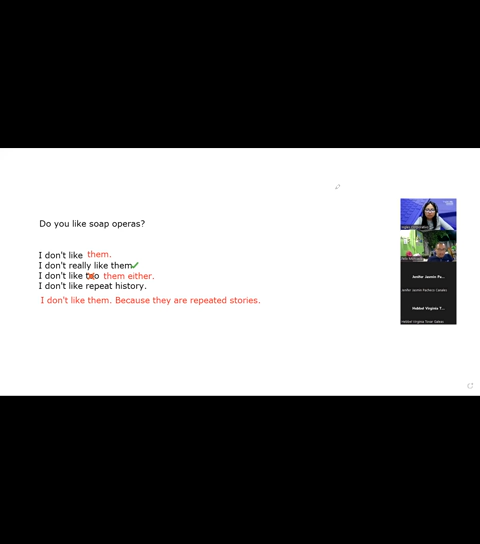 Do you like soap operas?
I don't like them.
I don't really like them
I don't like too them either.
I don't like repeat history.
I don't like them. Because they are repeated stories.